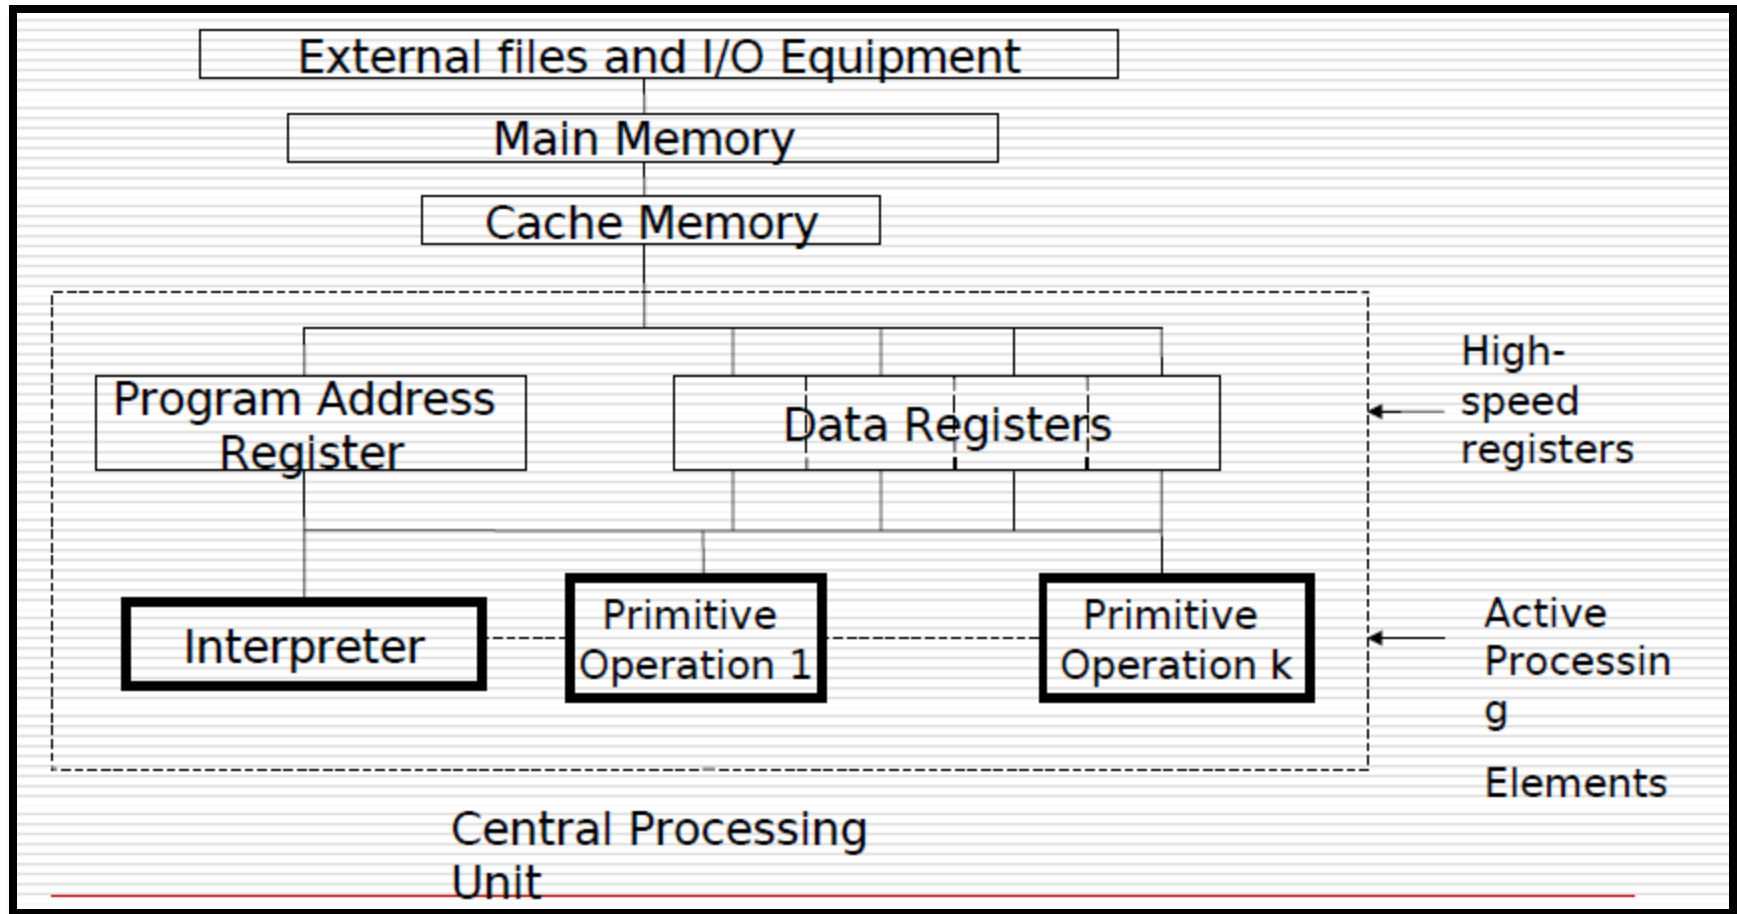 External files and I/O Equipment
Main Memory
Cache Memory
Program Address
Register
Data Registers
High-
speed
registers
Interpreter
Primitive
Operation 1
Primitive
Operation k
Active
Processin
g
Elements
Central Processing
Unit